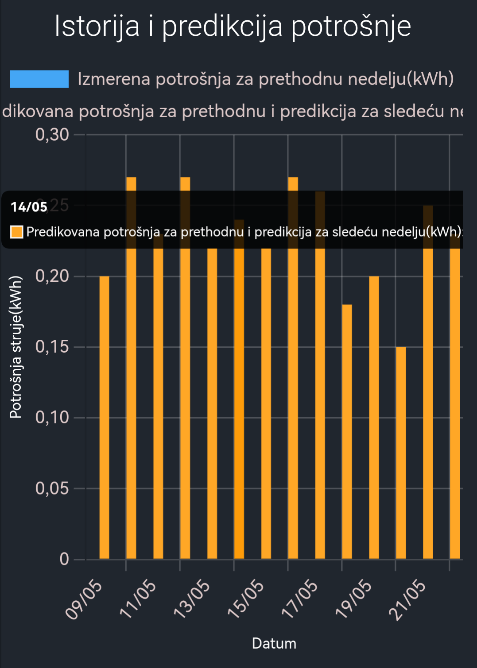 Istorija i predikcija potrošnje
Izmerena potrošnja za prethodnu nedelju(kWh)
dikovana potrošnja za prethodnu i predikcija za sledeću ne
0,30
0,25
0,20
0,15
0,10
0,05
0
14/05
Predikovana potrošnja za prethodnu i predikcija za sledeću nedelju(kWh):
Potrošnja struje(kWh)
09/05
11/05
13/05
15/05
17/05
19/05
21/05
Datum